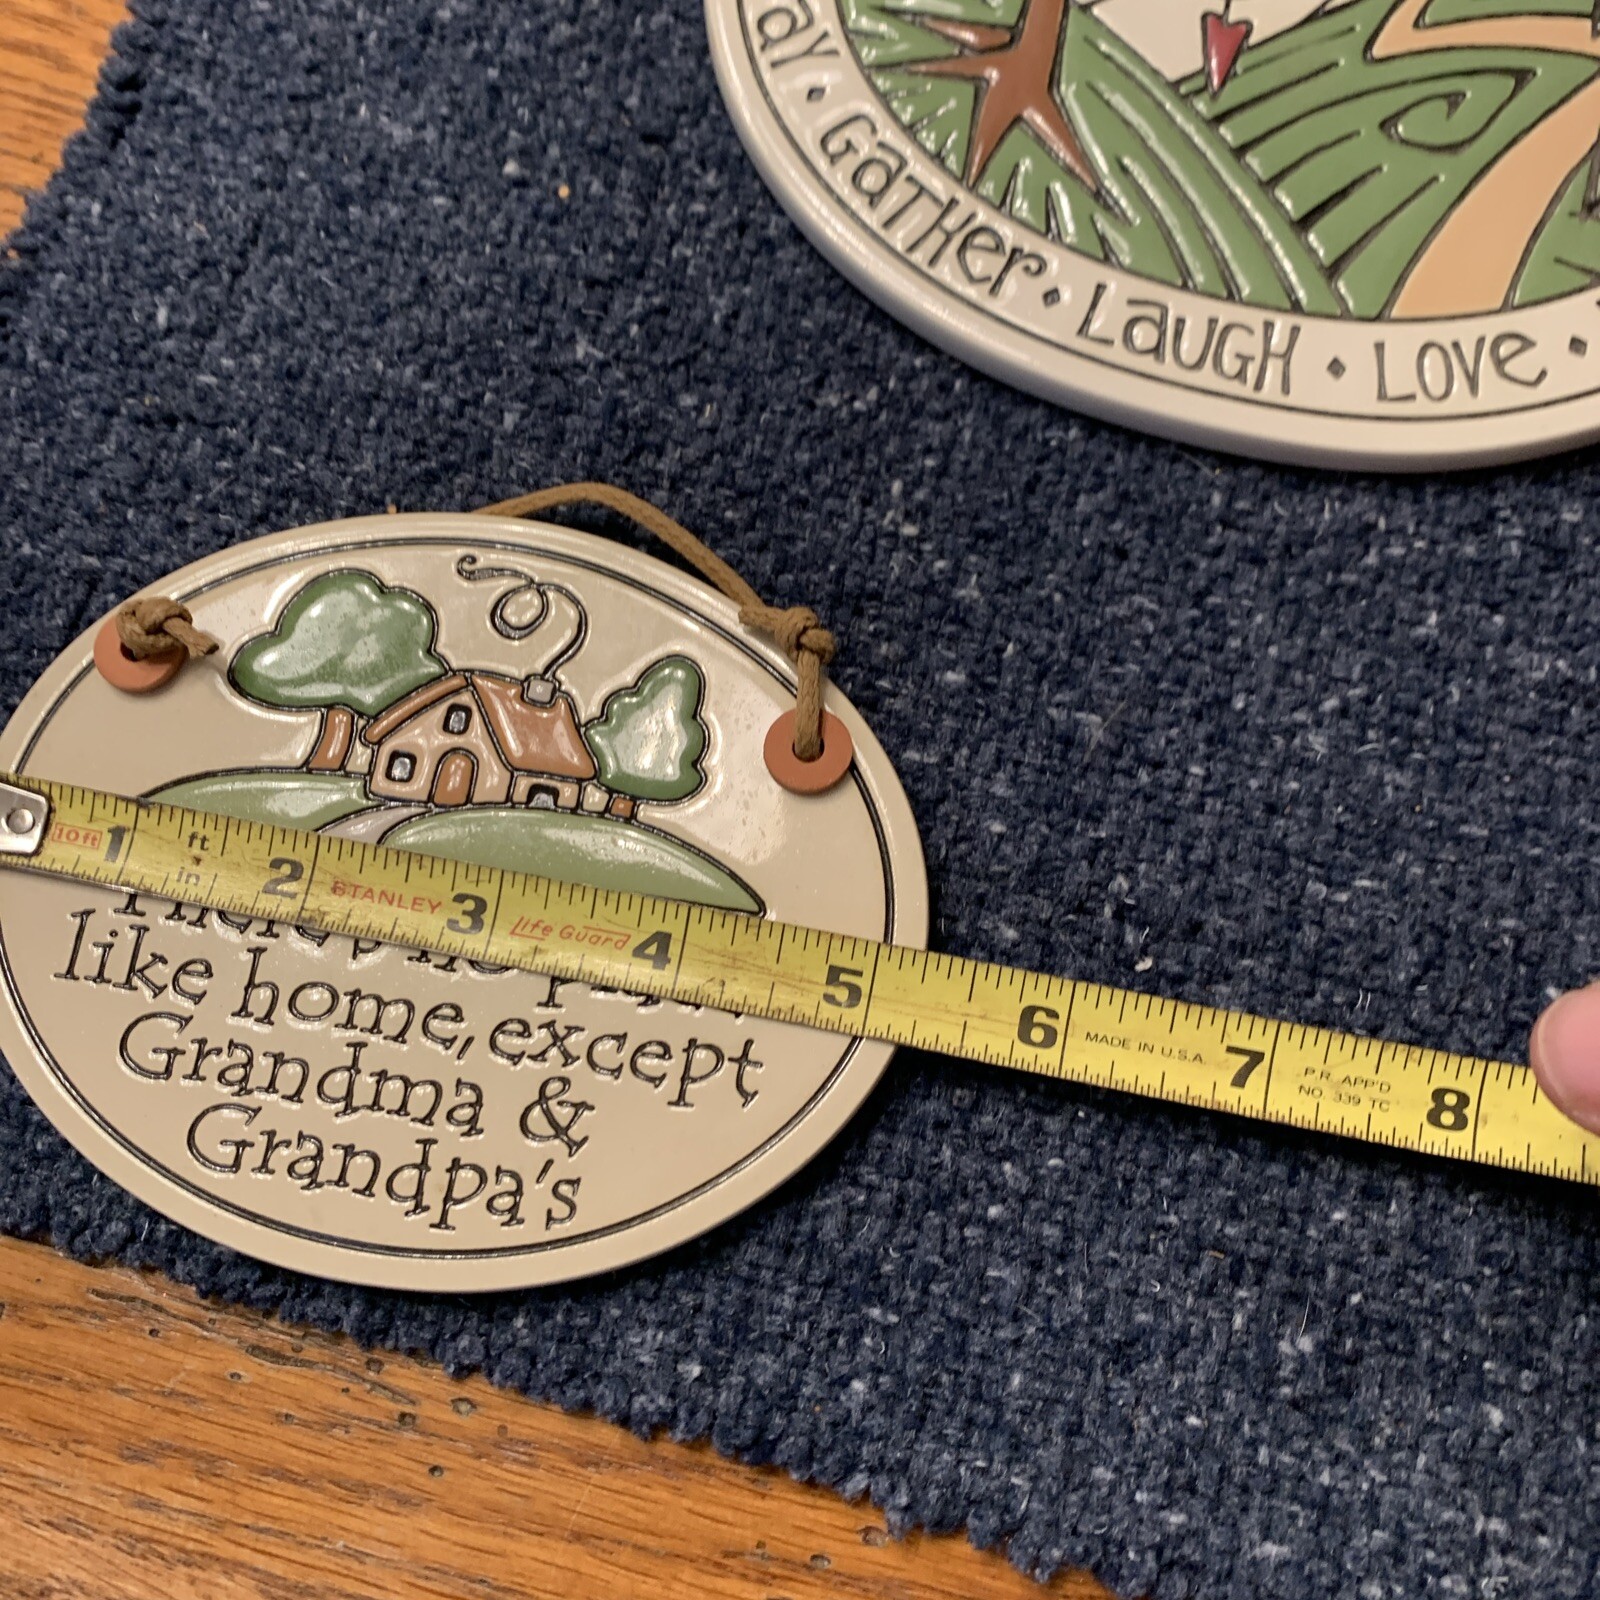 GATHER · LAUGH · LOVE ·
10ft 1 ft in 2 STANLEY 3 Life Guard 4 5 6 MADE IN U.S.A. 7 P.R. APP'D NO. 339 TC 8
like home, except
Grandma &
Grandpa's